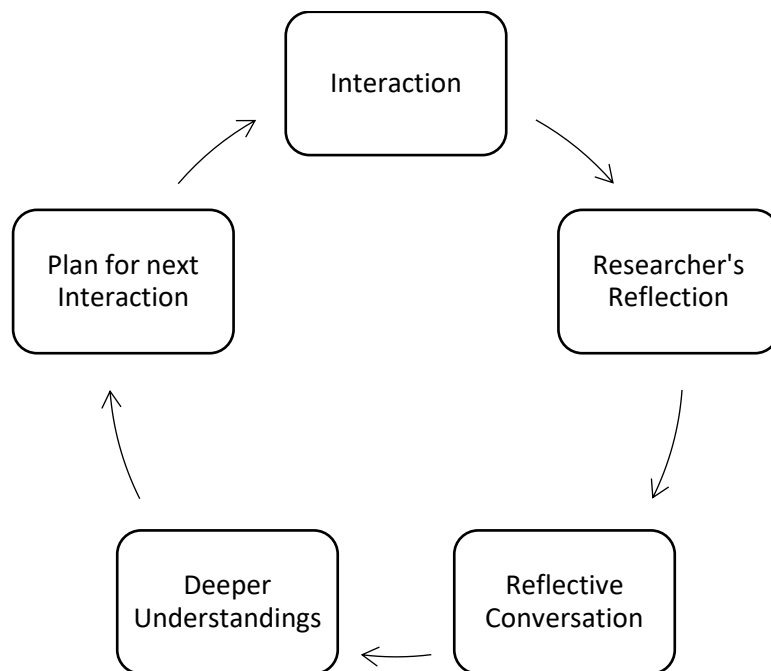 Interaction
Researcher's
Reflection
Reflective
Conversation
Deeper
Understandings
Plan for next
Interaction